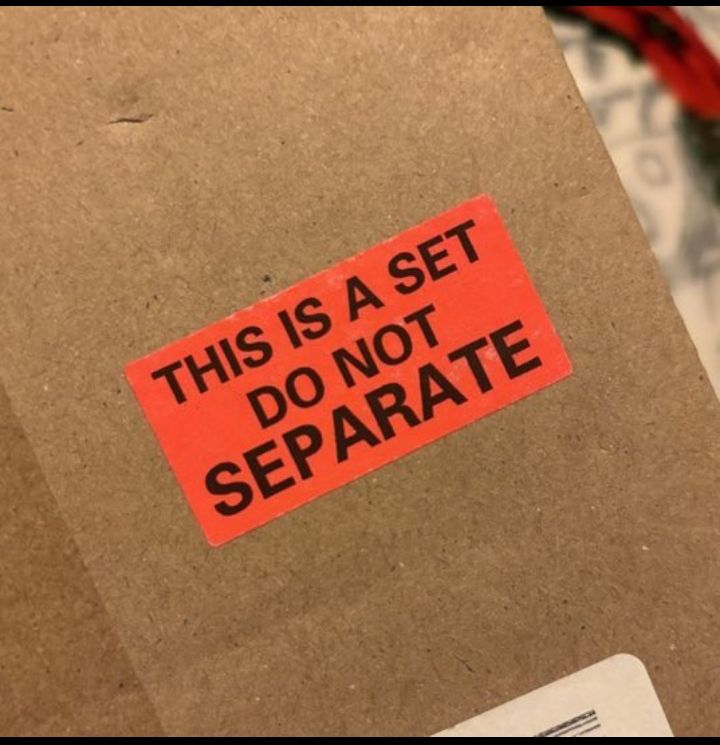 THIS IS A SET
DO NOT
SEPARATE